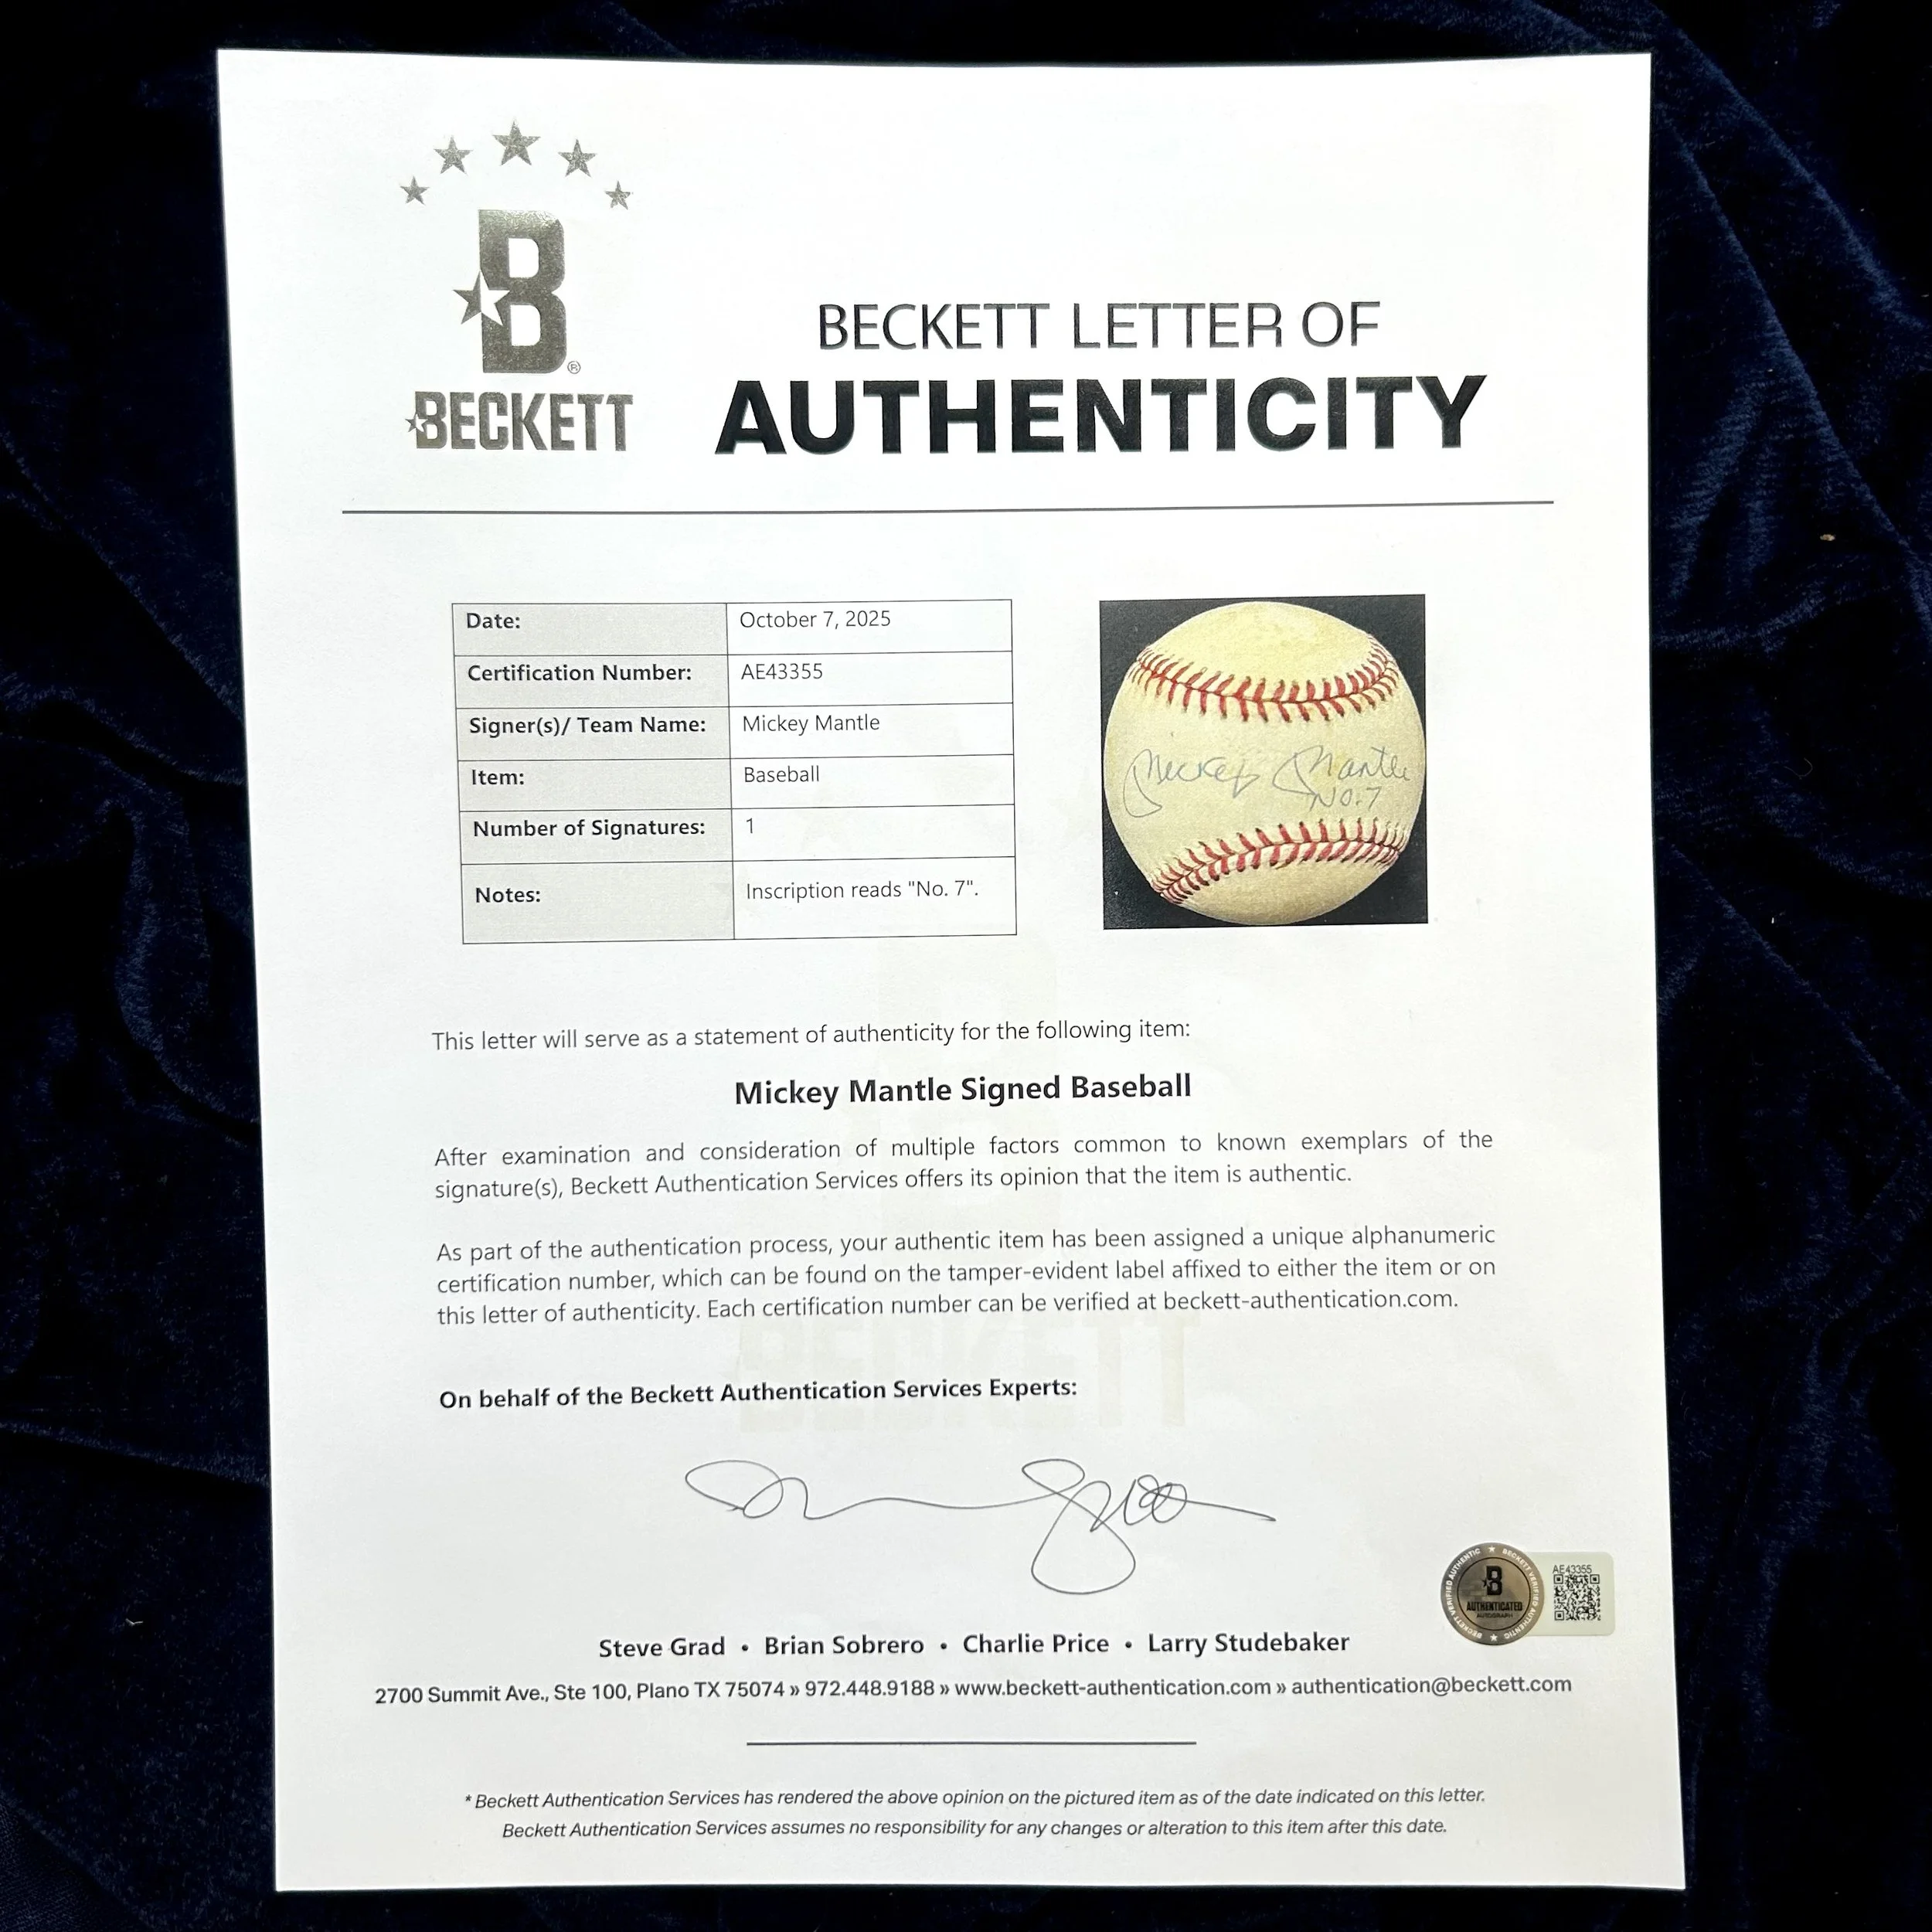 B
®
BECKETT
BECKETT LETTER OF
AUTHENTICITY
Date: October 7, 2025
Certification Number: AE43355
Signer(s)/ Team Name: Mickey Mantle
Item: Baseball
Number of Signatures: 1
Notes: Inscription reads "No. 7".
Mickey Mantle
No. 7
This letter will serve as a statement of authenticity for the following item:
Mickey Mantle Signed Baseball
After examination and consideration of multiple factors common to known exemplars of the
signature(s), Beckett Authentication Services offers its opinion that the item is authentic.
As part of the authentication process, your authentic item has been assigned a unique alphanumeric
certification number, which can be found on the tamper-evident label affixed to either the item or on
this letter of authenticity. Each certification number can be verified at beckett-authentication.com.
BECKETT
On behalf of the Beckett Authentication Services Experts:
BECKETT VERIFIED AUTHENTIC ★ BECKETT VERIFIED AUTHENTIC ★
B
AUTHENTICATED
AUTOGRAPH
AE43355
Steve Grad • Brian Sobrero • Charlie Price • Larry Studebaker
2700 Summit Ave., Ste 100, Plano TX 75074 » 972.448.9188 » www.beckett-authentication.com » authentication@beckett.com
* Beckett Authentication Services has rendered the above opinion on the pictured item as of the date indicated on this letter.
Beckett Authentication Services assumes no responsibility for any changes or alteration to this item after this date.